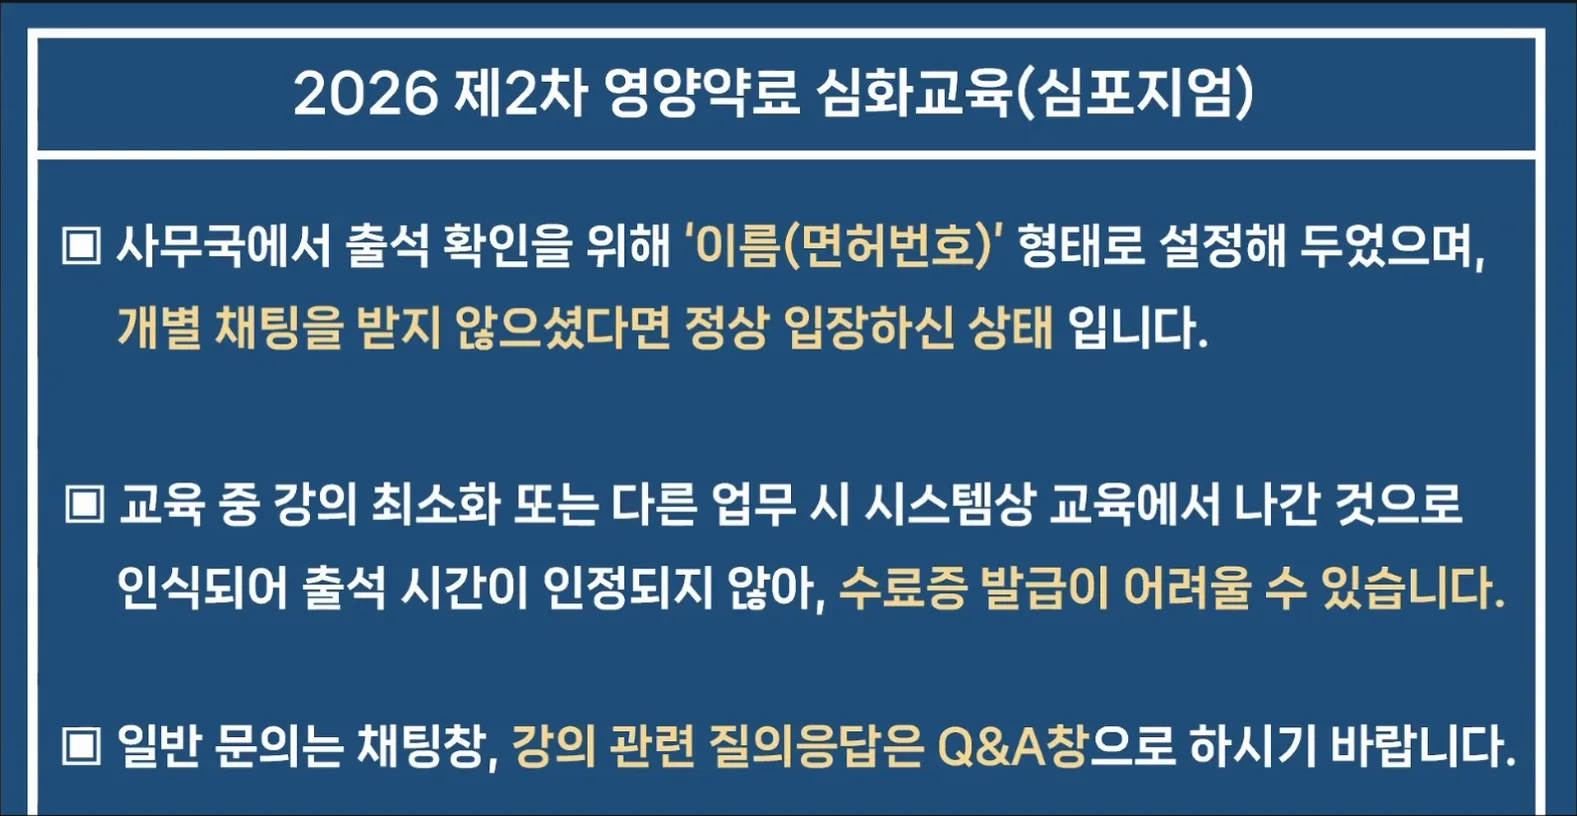 2026 제2차 영양약료 심화교육(심포지엄)
▣ 사무국에서 출석 확인을 위해 '이름(면허번호)' 형태로 설정해 두었으며,
개별 채팅을 받지 않으셨다면 정상 입장하신 상태 입니다.
▣ 교육 중 강의 최소화 또는 다른 업무 시 시스템상 교육에서 나간 것으로
인식되어 출석 시간이 인정되지 않아, 수료증 발급이 어려울 수 있습니다.
▣ 일반 문의는 채팅창, 강의 관련 질의응답은 Q&A창으로 하시기 바랍니다.